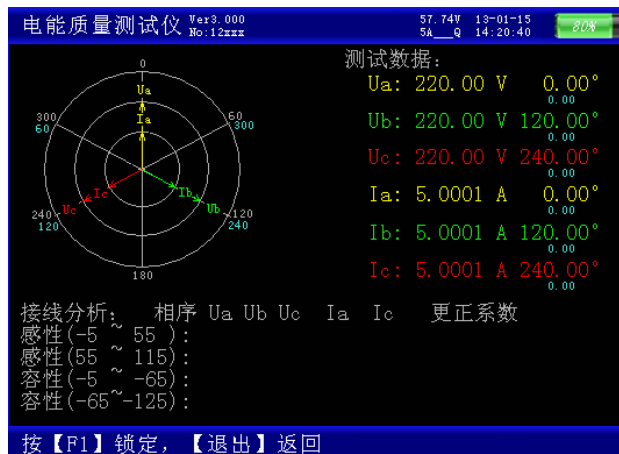 电能质量测试仪 Ver3.000 57.74V 13-01-15 80%
No:12xxx 5A__Q 14:20:40
测试数据:
0
Ua
Ia
300 60
60 300
Ic Ib
Uc Ub
240 120
120 240
180
Ua: 220.00 V 0.00°
0.00
Ub: 220.00 V 120.00°
0.00
Uc: 220.00 V 240.00°
0.00
Ia: 5.0001 A 0.00°
0.00
Ib: 5.0001 A 120.00°
0.00
Ic: 5.0001 A 240.00°
0.00
接线分析: 相序 Ua Ub Uc Ia Ic 更正系数
感性(-5 ~ 55 ):
感性(55 ~ 115):
容性(-5 ~ -65):
容性(-65~-125):
按【F1】锁定,【退出】返回